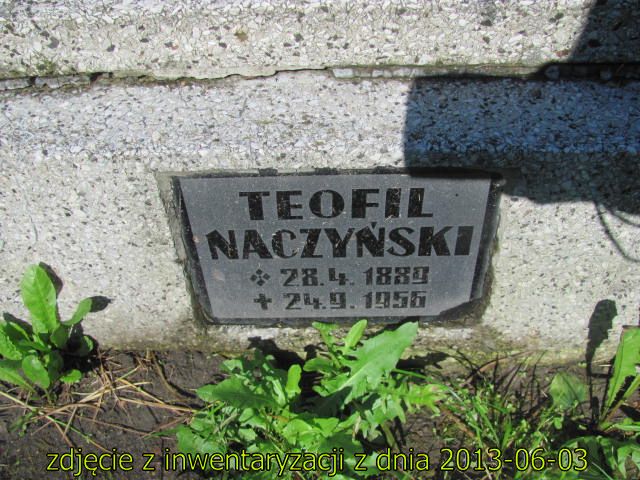 TEOFIL
NACZYŃSKI
✣ 28.4.1889
✝ 24.9.1956
zdjęcie z inwentaryzacji z dnia 2013-06-03